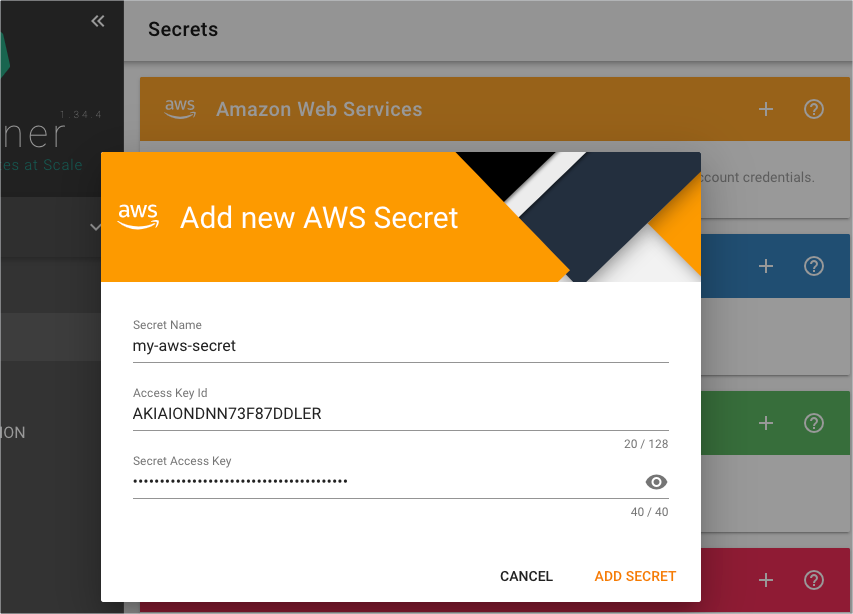 Secrets
1 34 4
ner
es at Scale
aws
Amazon Web Services
ccount credentials.
aws
Add new AWS Secret
Secret Name
my-aws-secret
Access Key Id
AKIAIONDNN73F87DDLER
20 / 128
Secret Access Key
••••••••••••••••••••••••••••••••••••••••
40 / 40
ION
CANCEL
ADD SECRET